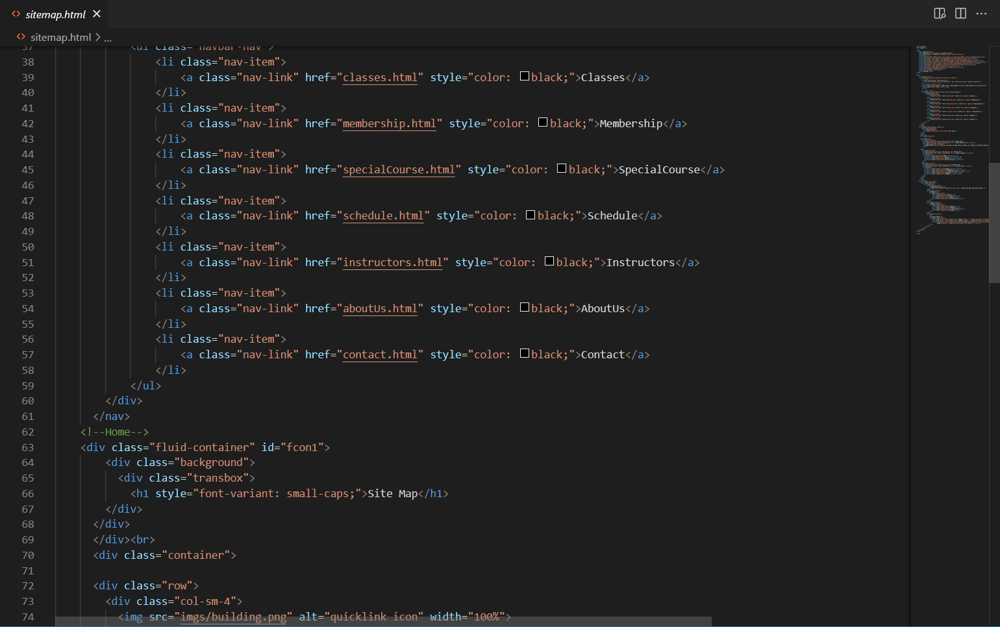 sitemap.html
sitemap.html > ...
37 <ul class="navbar-nav">
38 <li class="nav-item">
39 <a class="nav-link" href="classes.html" style="color: black;">Classes</a>
40 </li>
41 <li class="nav-item">
42 <a class="nav-link" href="membership.html" style="color: black;">Membership</a>
43 </li>
44 <li class="nav-item">
45 <a class="nav-link" href="specialCourse.html" style="color: black;">SpecialCourse</a>
46 </li>
47 <li class="nav-item">
48 <a class="nav-link" href="schedule.html" style="color: black;">Schedule</a>
49 </li>
50 <li class="nav-item">
51 <a class="nav-link" href="instructors.html" style="color: black;">Instructors</a>
52 </li>
53 <li class="nav-item">
54 <a class="nav-link" href="aboutUs.html" style="color: black;">AboutUs</a>
55 </li>
56 <li class="nav-item">
57 <a class="nav-link" href="contact.html" style="color: black;">Contact</a>
58 </li>
59 </ul>
60 </div>
61 </nav>
62 <!--Home-->
63 <div class="fluid-container" id="fcon1">
64 <div class="background">
65 <div class="transbox">
66 <h1 style="font-variant: small-caps;">Site Map</h1>
67 </div>
68 </div>
69 </div><br>
70 <div class="container">
71
72 <div class="row">
73 <div class="col-sm-4">
74 <img src="imgs/building.png" alt="quicklink icon" width="100%">